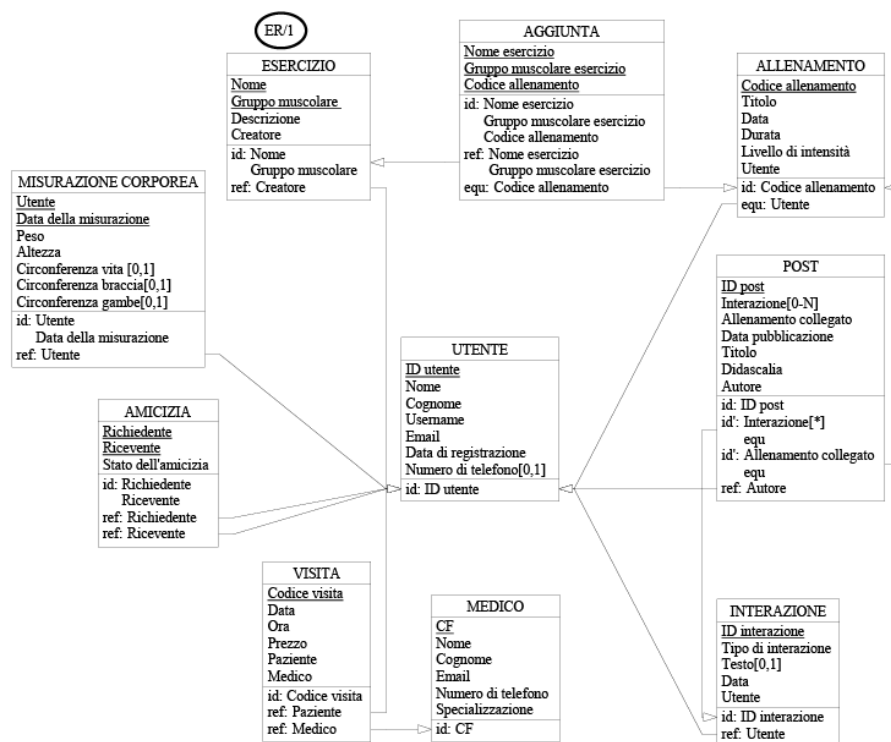 ER/1
ESERCIZIO
Nome
Gruppo muscolare
Descrizione
Creatore
id: Nome
Gruppo muscolare
ref: Creatore
AGGIUNTA
Nome esercizio
Gruppo muscolare esercizio
Codice allenamento
id: Nome esercizio
Gruppo muscolare esercizio
Codice allenamento
ref: Nome esercizio
Gruppo muscolare esercizio
equ: Codice allenamento
ALLENAMENTO
Codice allenamento
Titolo
Data
Durata
Livello di intensità
Utente
id: Codice allenamento
equ: Utente
MISURAZIONE CORPOREA
Utente
Data della misurazione
Peso
Altezza
Circonferenza vita [0,1]
Circonferenza braccia[0,1]
Circonferenza gambe[0,1]
id: Utente
Data della misurazione
ref: Utente
UTENTE
ID utente
Nome
Cognome
Username
Email
Data di registrazione
Numero di telefono[0,1]
id: ID utente
POST
ID post
Interazione[0-N]
Allenamento collegato
Data pubblicazione
Titolo
Didascalia
Autore
id: ID post
id': Interazione[*]
equ
id': Allenamento collegato
equ
ref: Autore
AMICIZIA
Richiedente
Ricevente
Stato dell'amicizia
id: Richiedente
Ricevente
ref: Richiedente
ref: Ricevente
VISITA
Codice visita
Data
Ora
Prezzo
Paziente
Medico
id: Codice visita
ref: Paziente
ref: Medico
MEDICO
CF
Nome
Cognome
Email
Numero di telefono
Specializzazione
id: CF
INTERAZIONE
ID interazione
Tipo di interazione
Testo[0,1]
Data
Utente
id: ID interazione
ref: Utente